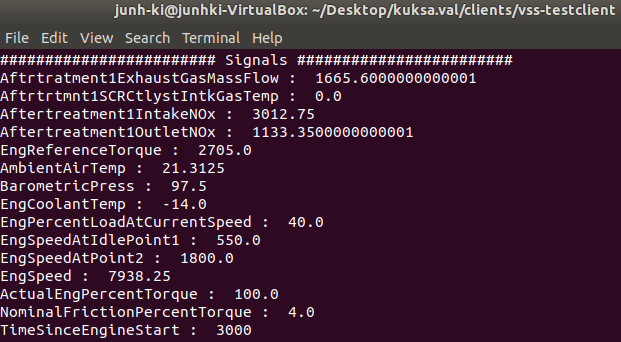 junh-ki@junhki-VirtualBox: ~/Desktop/kuksa.val/clients/vss-testclient
File Edit View Search Terminal Help
######################## Signals ########################
Aftrtratment1ExhaustGasMassFlow :  1665.6000000000001
Aftrtrtmnt1SCRCtlystIntkGasTemp :  0.0
Aftertreatment1IntakeNOx :  3012.75
Aftertreatment1OutletNOx :  1133.3500000000001
EngReferenceTorque :  2705.0
AmbientAirTemp :  21.3125
BarometricPress :  97.5
EngCoolantTemp :  -14.0
EngPercentLoadAtCurrentSpeed :  40.0
EngSpeedAtIdlePoint1 :  550.0
EngSpeedAtPoint2 :  1800.0
EngSpeed :  7938.25
ActualEngPercentTorque :  100.0
NominalFrictionPercentTorque :  4.0
TimeSinceEngineStart :  3000